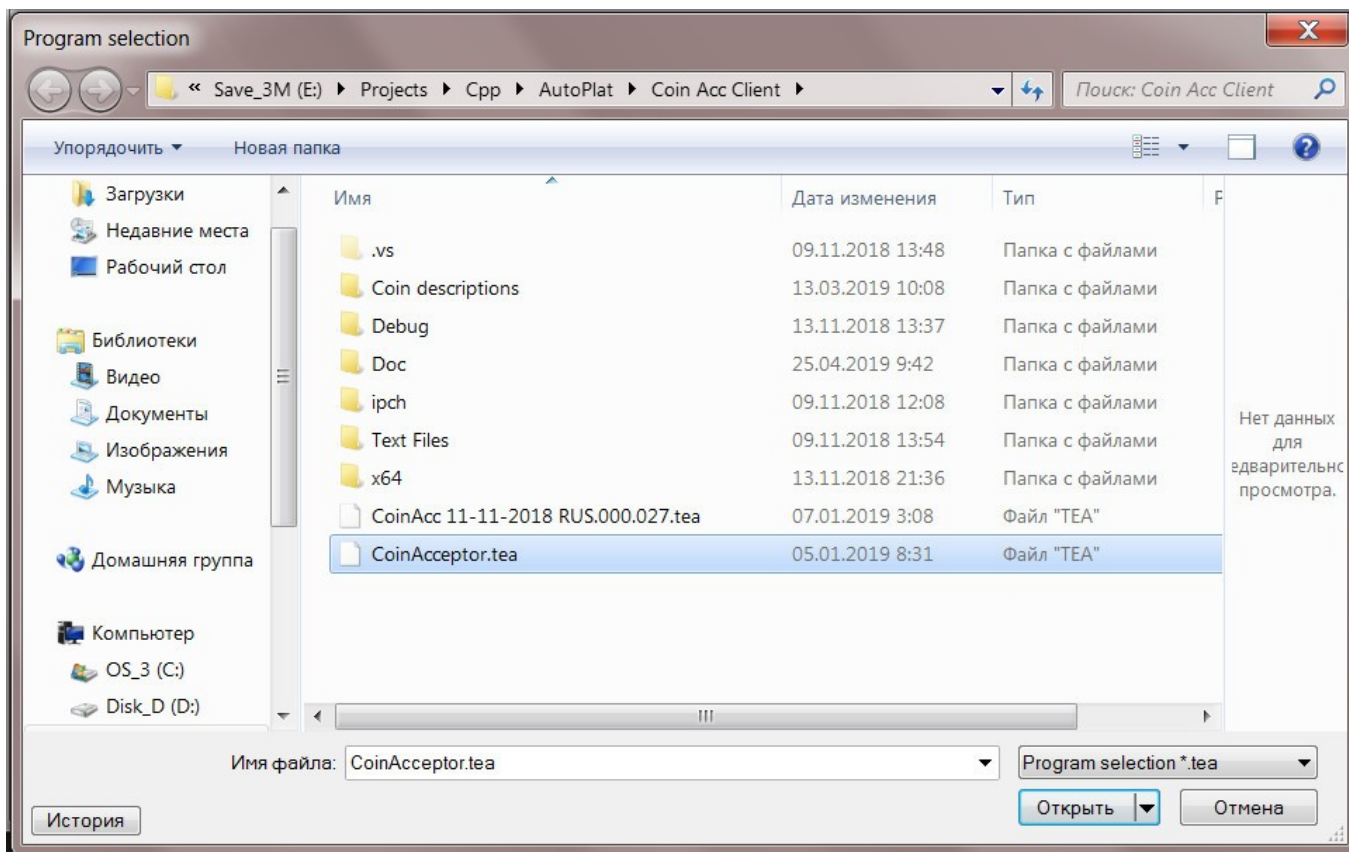 Program selection
« Save_3M (E:) Projects Cpp AutoPlat Coin Acc Client
Поиск: Coin Acc Client
Упорядочить Новая папка
Загрузки
Недавние места
Рабочий стол
Библиотеки
Видео
Документы
Изображения
Музыка
Домашняя группа
Компьютер
OS_3 (C:)
Disk_D (D:)
Имя Дата изменения Тип Р
.vs 09.11.2018 13:48 Папка с файлами
Coin descriptions 13.03.2019 10:08 Папка с файлами
Debug 13.11.2018 13:37 Папка с файлами
Doc 25.04.2019 9:42 Папка с файлами
ipch 09.11.2018 12:08 Папка с файлами
Text Files 09.11.2018 13:54 Папка с файлами
x64 13.11.2018 21:36 Папка с файлами
CoinAcc 11-11-2018 RUS.000.027.tea 07.01.2019 3:08 Файл "TEA"
CoinAcceptor.tea 05.01.2019 8:31 Файл "TEA"
Нет данных
для
едварительно
просмотра.
Имя файла: CoinAcceptor.tea Program selection *.tea
Открыть Отмена
История